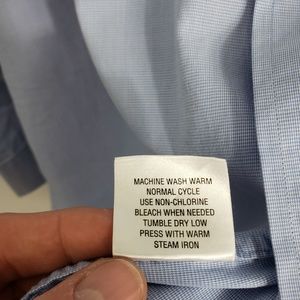 MACHINE WASH WARM
NORMAL CYCLE
USE NON-CHLORINE
BLEACH WHEN NEEDED
TUMBLE DRY LOW
PRESS WITH WARM
STEAM IRON